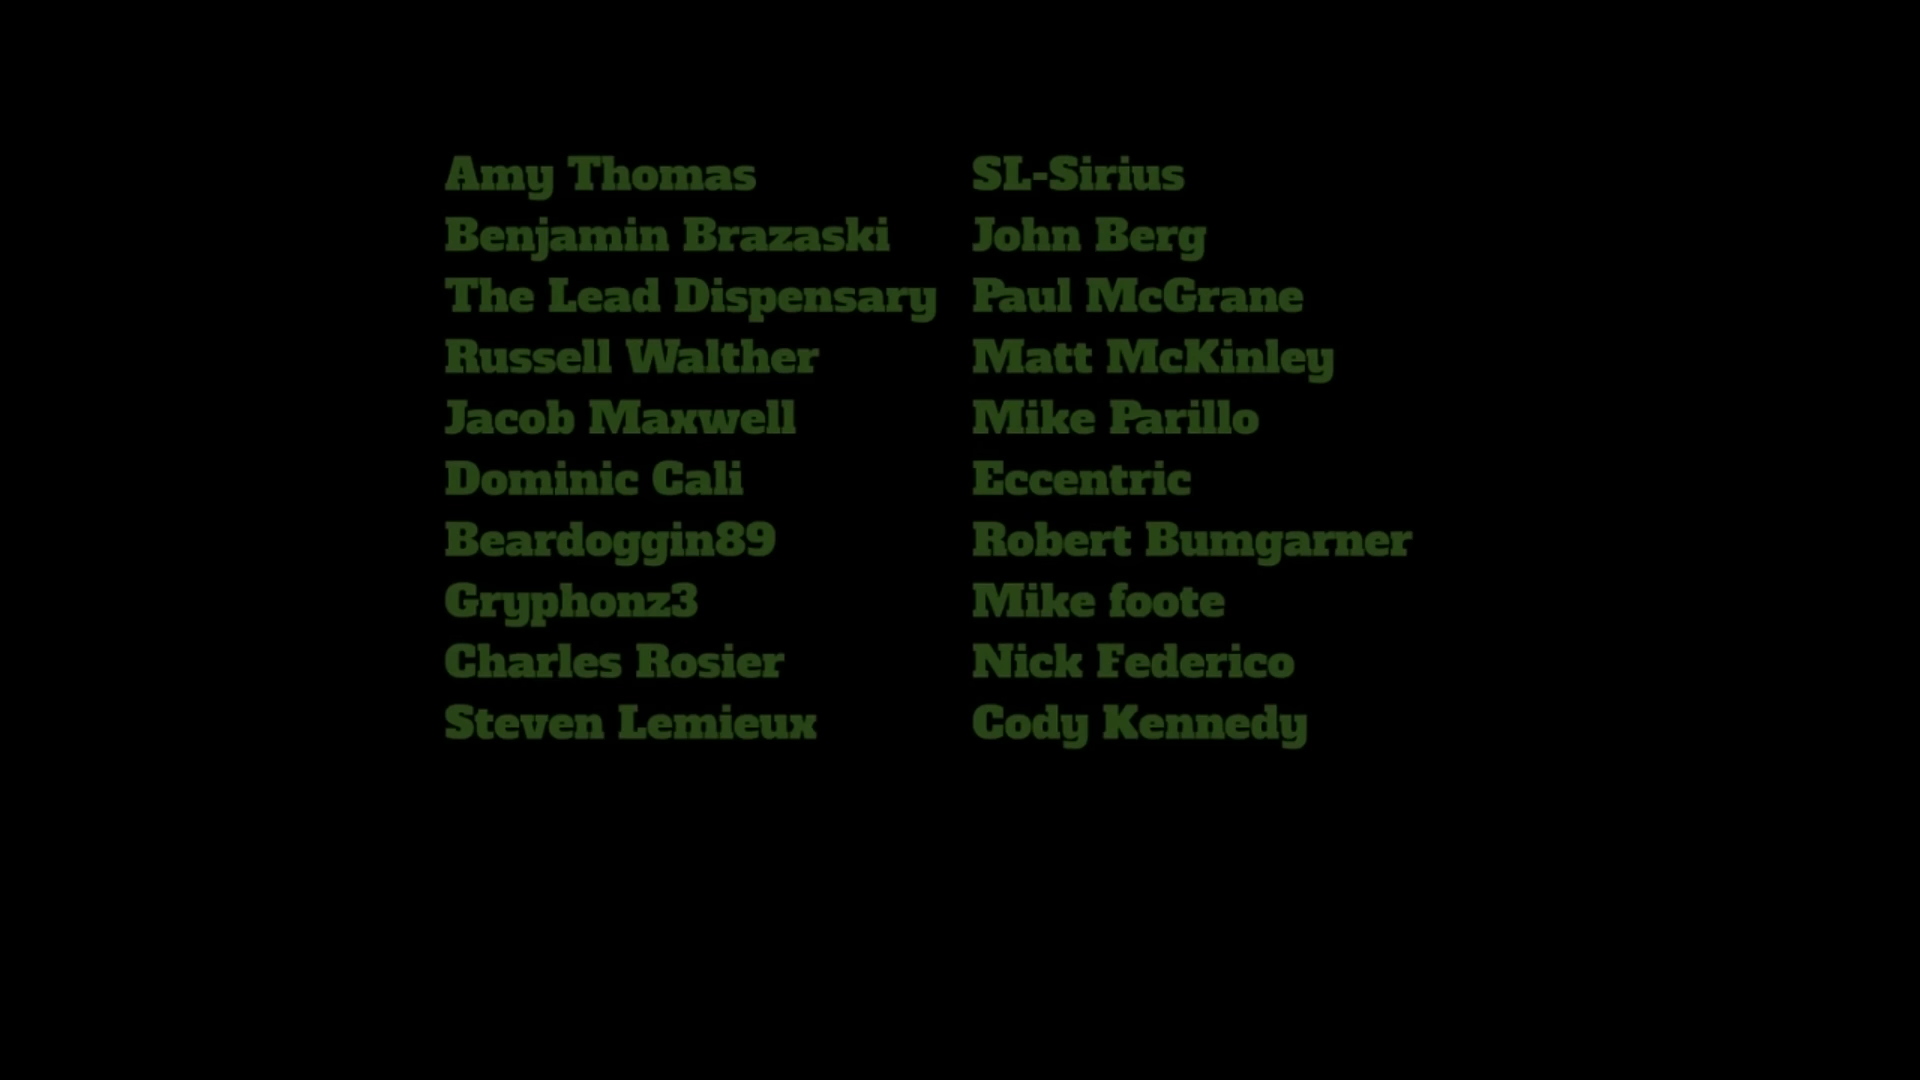 Amy Thomas
Benjamin Brazaski
The Lead Dispensary
Russell Walther
Jacob Maxwell
Dominic Cali
Beardoggin89
Gryphonz3
Charles Rosier
Steven Lemieux
SL-Sirius
John Berg
Paul McGrane
Matt McKinley
Mike Parillo
Eccentric
Robert Bumgarner
Mike foote
Nick Federico
Cody Kennedy